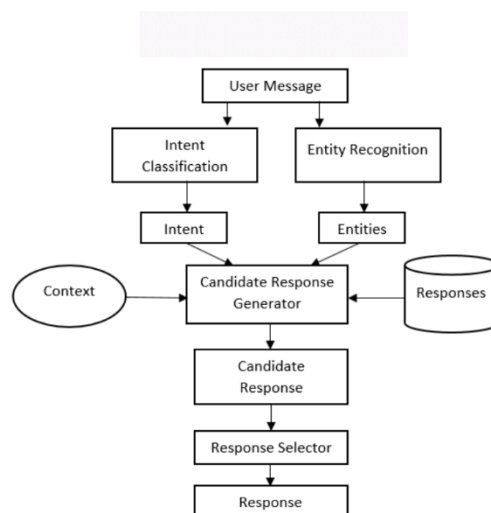 User Message
Intent
Classification
Entity Recognition
Intent
Entities
Context
Candidate Response
Generator
Responses
Candidate
Response
Response Selector
Response